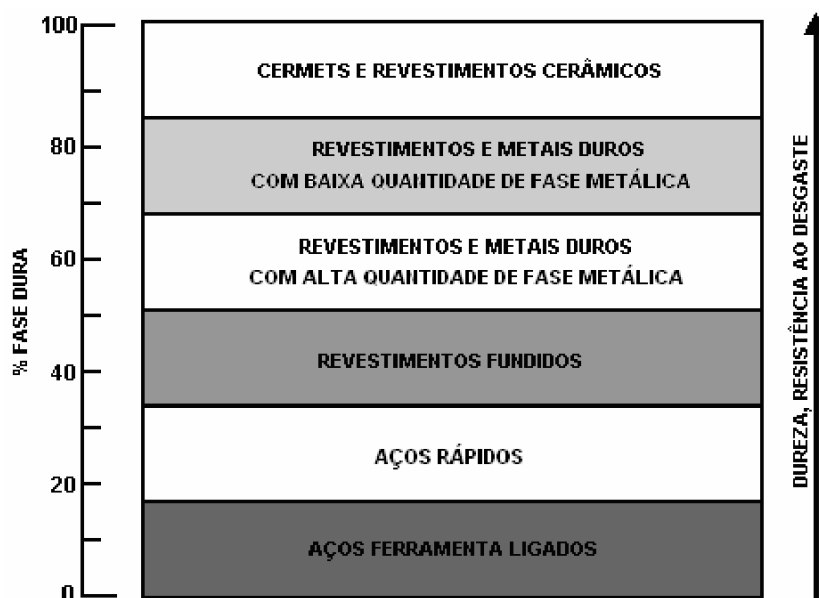 100
80
60
40
20
0
% FASE DURA
CERMETS E REVESTIMENTOS CERÂMICOS
REVESTIMENTOS E METAIS DUROS
COM BAIXA QUANTIDADE DE FASE METÁLICA
REVESTIMENTOS E METAIS DUROS
COM ALTA QUANTIDADE DE FASE METÁLICA
REVESTIMENTOS FUNDIDOS
AÇOS RÁPIDOS
AÇOS FERRAMENTA LIGADOS
DUREZA, RESISTÊNCIA AO DESGASTE